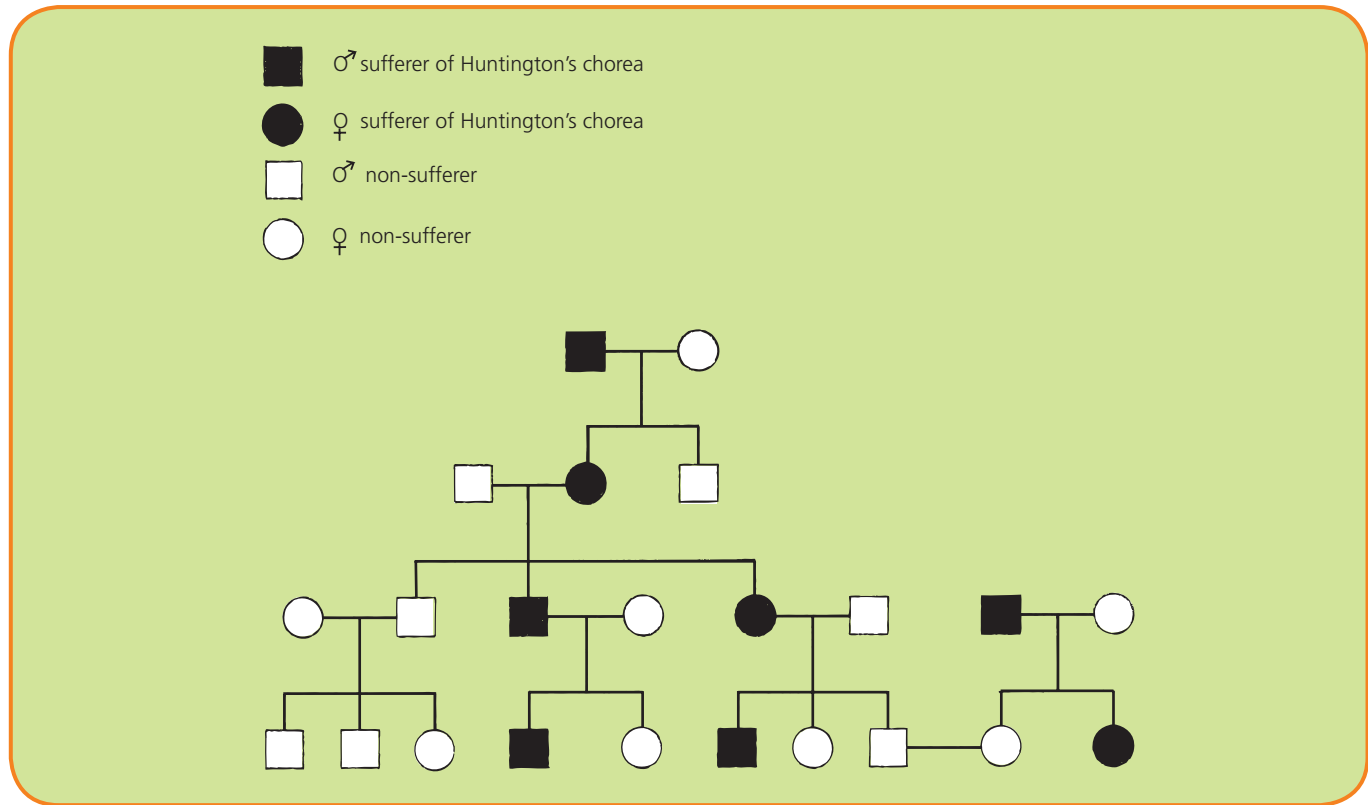 ♂ sufferer of Huntington's chorea
♀ sufferer of Huntington's chorea
♂ non-sufferer
♀ non-sufferer